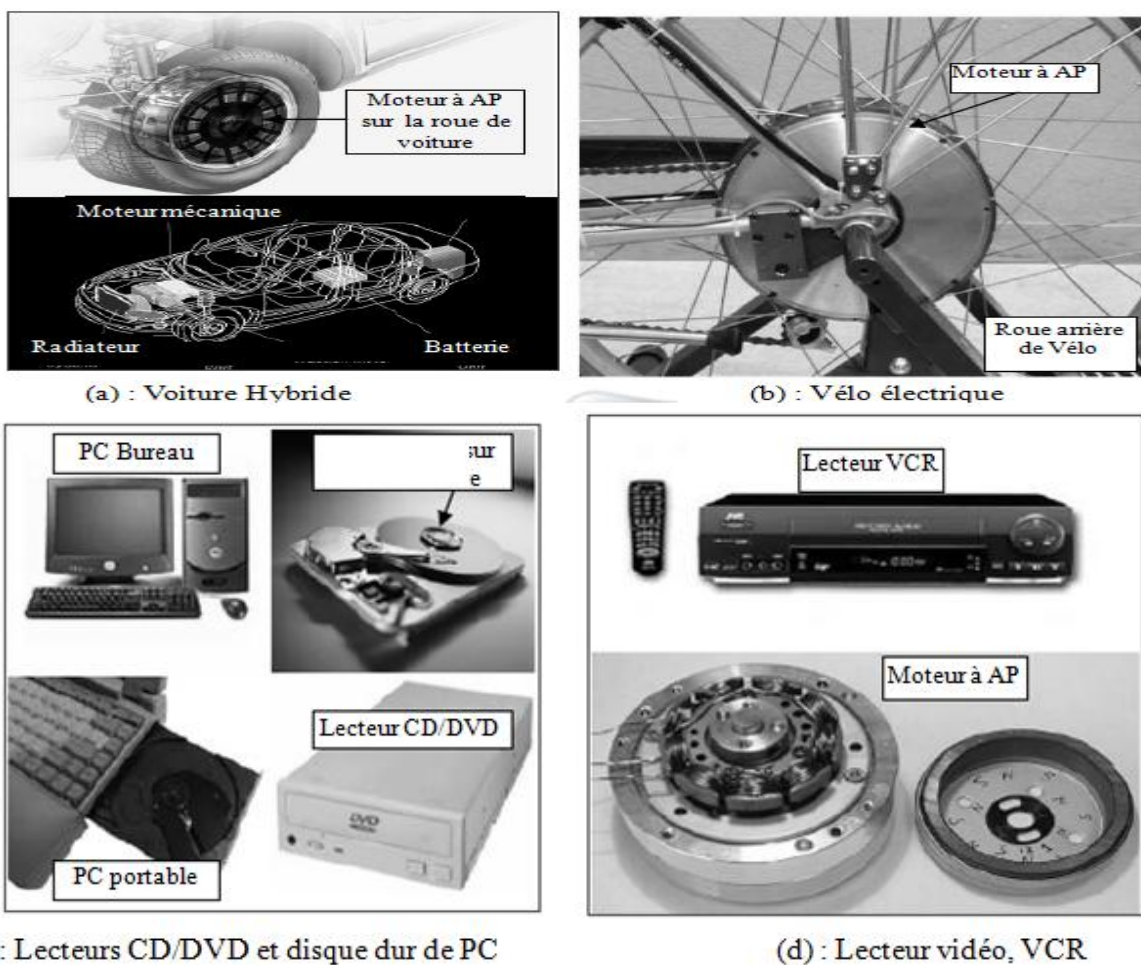 Moteur à AP
sur la roue de
voiture
Moteur mécanique
Radiateur
Batterie
(a) : Voiture Hybride
Moteur à AP
Roue arrière
de Vélo
(b) : Vélo électrique
PC Bureau
sur
e
Lecteur CD/DVD
DVD
PC portable
: Lecteurs CD/DVD et disque dur de PC
Lecteur VCR
JVC
Moteur à AP
(d) : Lecteur vidéo, VCR